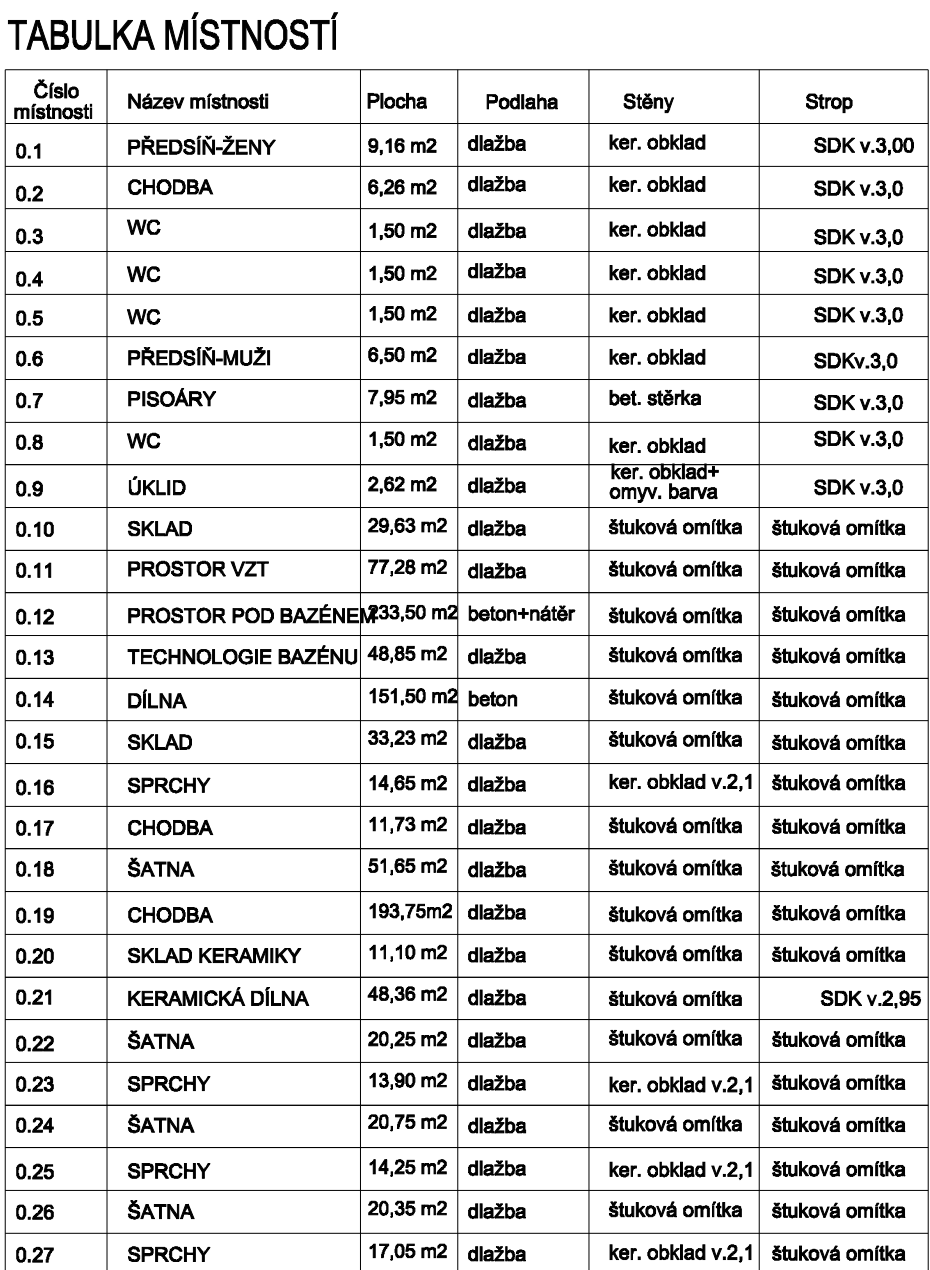 TABULKA MÍSTNOSTÍ
Číslo místnosti Název místnosti Plocha Podlaha Stěny Strop
0.1 PŘEDSÍŇ-ŽENY 9,16 m2 dlažba ker. obklad SDK v.3,00
0.2 CHODBA 6,26 m2 dlažba ker. obklad SDK v.3,0
0.3 WC 1,50 m2 dlažba ker. obklad SDK v.3,0
0.4 WC 1,50 m2 dlažba ker. obklad SDK v.3,0
0.5 WC 1,50 m2 dlažba ker. obklad SDK v.3,0
0.6 PŘEDSÍŇ-MUŽI 6,50 m2 dlažba ker. obklad SDKv.3,0
0.7 PISOÁRY 7,95 m2 dlažba bet. stěrka SDK v.3,0
0.8 WC 1,50 m2 dlažba ker. obklad SDK v.3,0
0.9 ÚKLID 2,62 m2 dlažba ker. obklad+ omyv. barva SDK v.3,0
0.10 SKLAD 29,63 m2 dlažba štuková omítka štuková omítka
0.11 PROSTOR VZT 77,28 m2 dlažba štuková omítka štuková omítka
0.12 PROSTOR POD BAZÉNEM 233,50 m2 beton+nátěr štuková omítka štuková omítka
0.13 TECHNOLOGIE BAZÉNU 48,85 m2 dlažba štuková omítka štuková omítka
0.14 DÍLNA 151,50 m2 beton štuková omítka štuková omítka
0.15 SKLAD 33,23 m2 dlažba štuková omítka štuková omítka
0.16 SPRCHY 14,65 m2 dlažba ker. obklad v.2,1 štuková omítka
0.17 CHODBA 11,73 m2 dlažba štuková omítka štuková omítka
0.18 ŠATNA 51,65 m2 dlažba štuková omítka štuková omítka
0.19 CHODBA 193,75m2 dlažba štuková omítka štuková omítka
0.20 SKLAD KERAMIKY 11,10 m2 dlažba štuková omítka štuková omítka
0.21 KERAMICKÁ DÍLNA 48,36 m2 dlažba štuková omítka SDK v.2,95
0.22 ŠATNA 20,25 m2 dlažba štuková omítka štuková omítka
0.23 SPRCHY 13,90 m2 dlažba ker. obklad v.2,1 štuková omítka
0.24 ŠATNA 20,75 m2 dlažba štuková omítka štuková omítka
0.25 SPRCHY 14,25 m2 dlažba ker. obklad v.2,1 štuková omítka
0.26 ŠATNA 20,35 m2 dlažba štuková omítka štuková omítka
0.27 SPRCHY 17,05 m2 dlažba ker. obklad v.2,1 štuková omítka